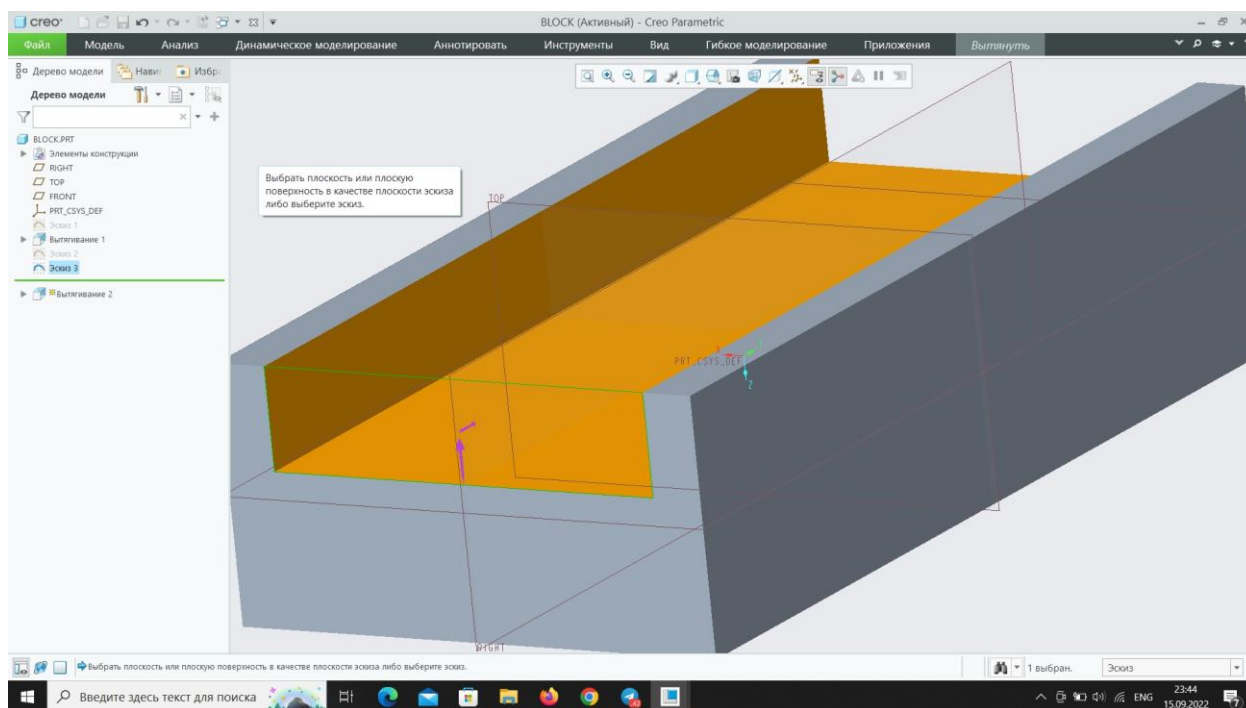 creo
BLOCK (Активный) - Creo Parametric
Файл Модель Анализ Динамическое моделирование Аннотировать Инструменты Вид Гибкое моделирование Приложения Вытянуть
Дерево модели Нави Избр
Дерево модели
BLOCK.PRT
Элементы конструкции
RIGHT
TOP
FRONT
PRT_CSYS_DEF
Эскиз 1
Вытягивание 1
Эскиз 2
Эскиз 3
Вытягивание 2
Выбрать плоскость или плоскую
поверхность в качестве плоскости эскиза
либо выберите эскиз.
TOP
PRT_CSYS_DEF
X
Y
Z
RIGHT
Выбрать плоскость или плоскую поверхность в качестве плоскости эскиза либо выберите эскиз.
1 выбран.
Эскиз
Введите здесь текст для поиска
ENG
23:44
15.09.2022
7